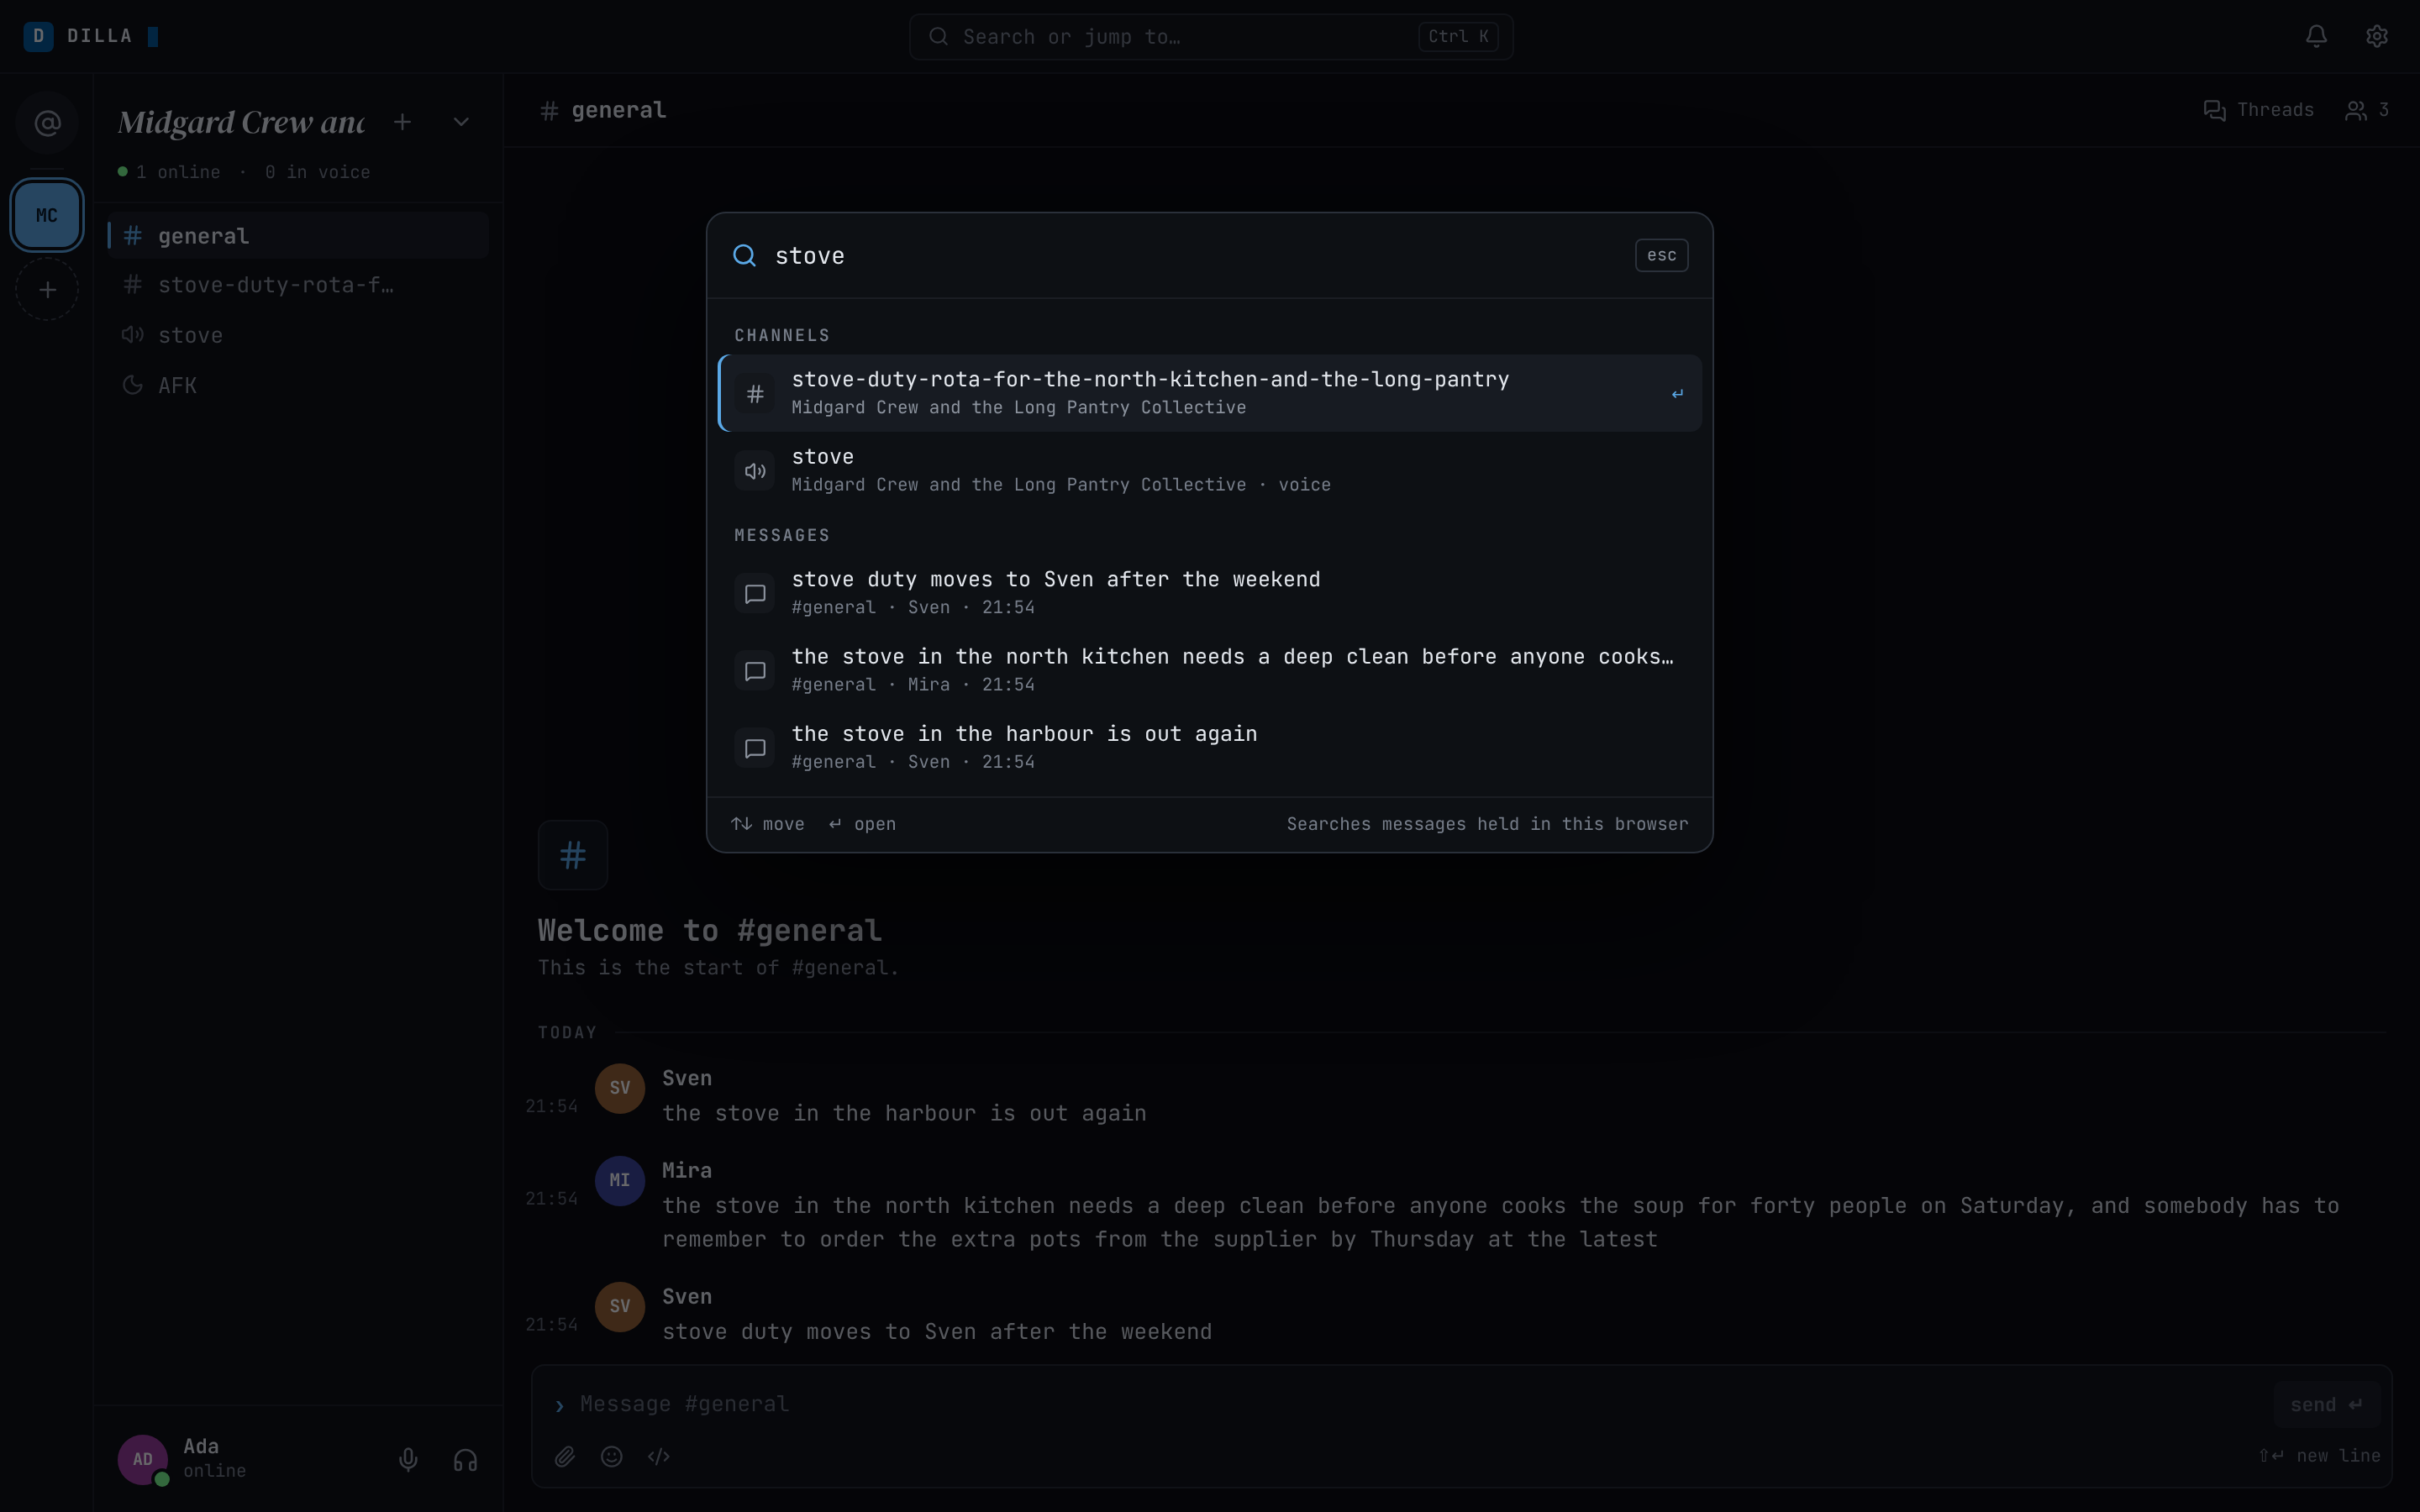 D DILLA
Search or jump to… Ctrl K
Midgard Crew and
1 online · 0 in voice
MC
general
stove-duty-rota-f…
stove
AFK
# general
Threads 3
stove esc
CHANNELS
# stove-duty-rota-for-the-north-kitchen-and-the-long-pantry ↵
Midgard Crew and the Long Pantry Collective
stove
Midgard Crew and the Long Pantry Collective · voice
MESSAGES
stove duty moves to Sven after the weekend
#general · Sven · 21:54
the stove in the north kitchen needs a deep clean before anyone cooks…
#general · Mira · 21:54
the stove in the harbour is out again
#general · Sven · 21:54
↑↓ move ↵ open Searches messages held in this browser
#
Welcome to #general
This is the start of #general.
TODAY
SV Sven
21:54 the stove in the harbour is out again
MI Mira
21:54 the stove in the north kitchen needs a deep clean before anyone cooks the soup for forty people on Saturday, and somebody has to
remember to order the extra pots from the supplier by Thursday at the latest
SV Sven
21:54 stove duty moves to Sven after the weekend
› Message #general send ↵
⇧↵ new line
AD Ada
online